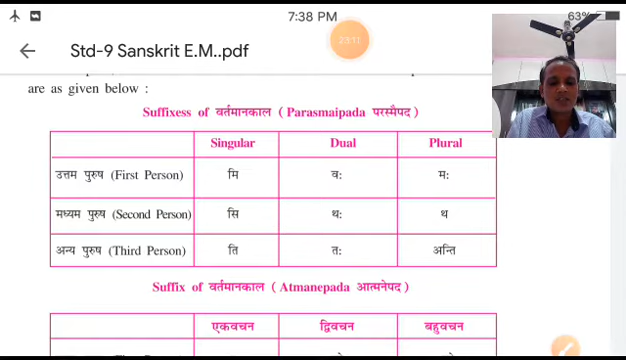 7:38 PM
63%
23:12
Std-9 Sanskrit E.M..pdf
are as given below :
Suffixess of वर्तमानकाल ( Parasmaipada परस्मैपद )
Singular Dual Plural
उत्तम पुरुष (First Person) मि व: म:
मध्यम पुरुष (Second Person) सि थ: थ
अन्य पुरुष (Third Person) ति त: अन्ति
Suffix of वर्तमानकाल ( Atmanepada आत्मनेपद )
एकवचन द्विवचन बहुवचन